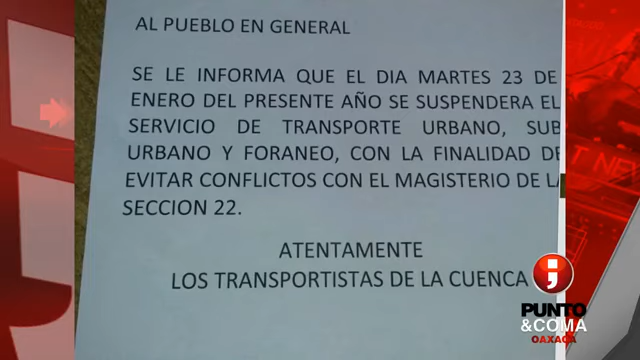 AL PUEBLO EN GENERAL
SE LE INFORMA QUE EL DIA MARTES 23 DE
ENERO DEL PRESENTE AÑO SE SUSPENDERA EL
SERVICIO DE TRANSPORTE URBANO, SUB
URBANO Y FORANEO, CON LA FINALIDAD DE
EVITAR CONFLICTOS CON EL MAGISTERIO DE LA
SECCION 22.
ATENTAMENTE
LOS TRANSPORTISTAS DE LA CUENCA
PUNTO
&COMA
OAXACA